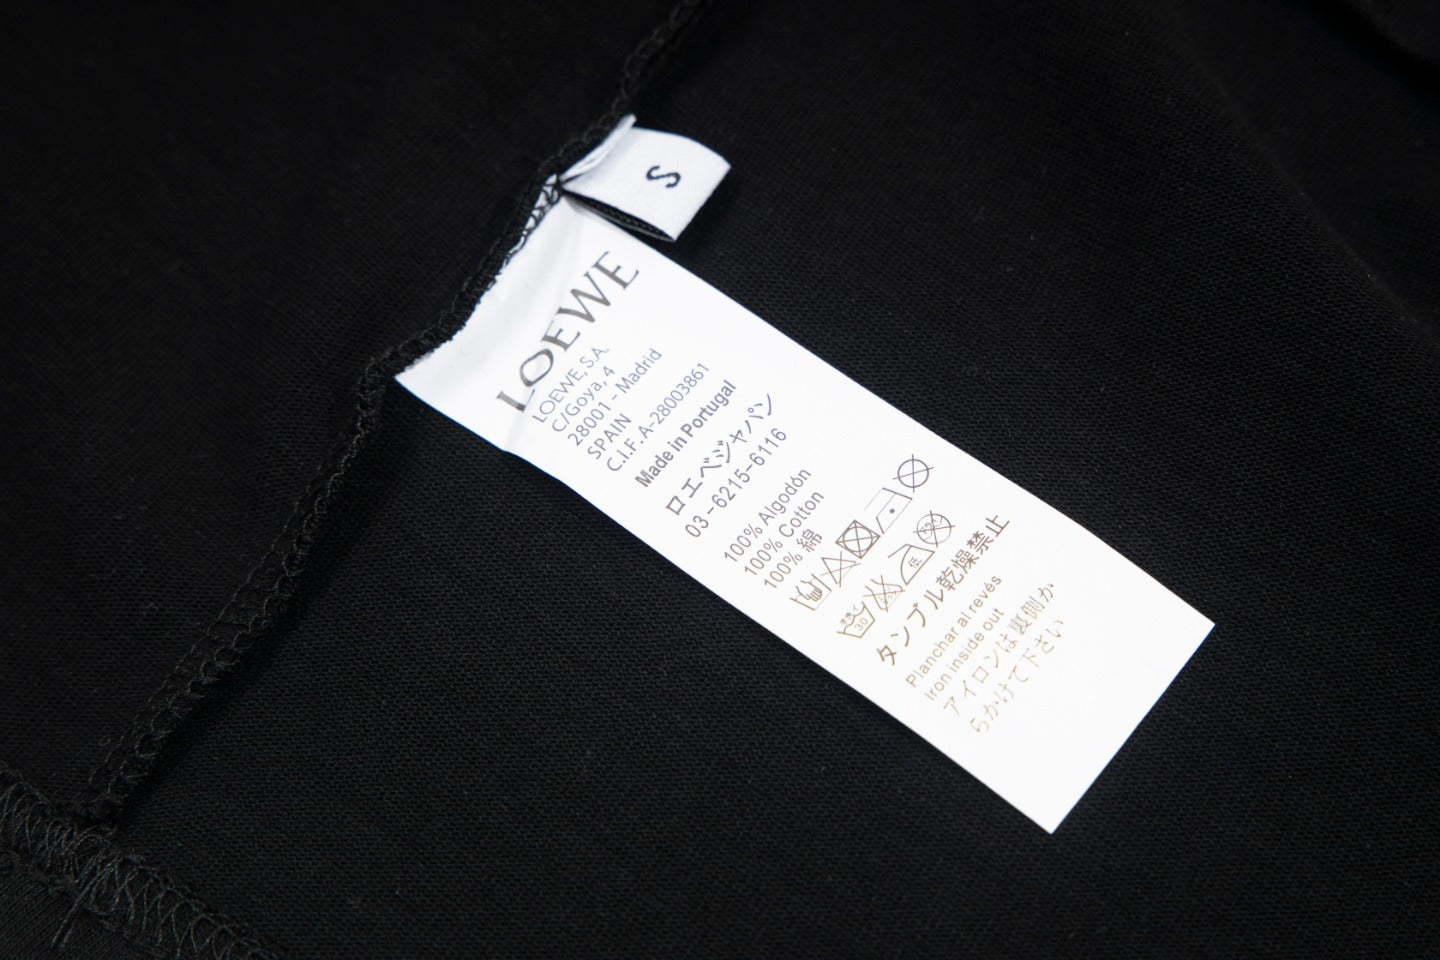 S
LOEWE
LOEWE, S.A.
C/Goya, 4
28001 - Madrid
SPAIN
C.I.F. A-28003861
Made in Portugal
ロエベジャパン
03-6215-6116
100% Algodón
100% Cotton
100% 綿
30 低
タンブル乾燥禁止
Planchar al revés
Iron inside out
アイロンは裏側か
らかけて下さい